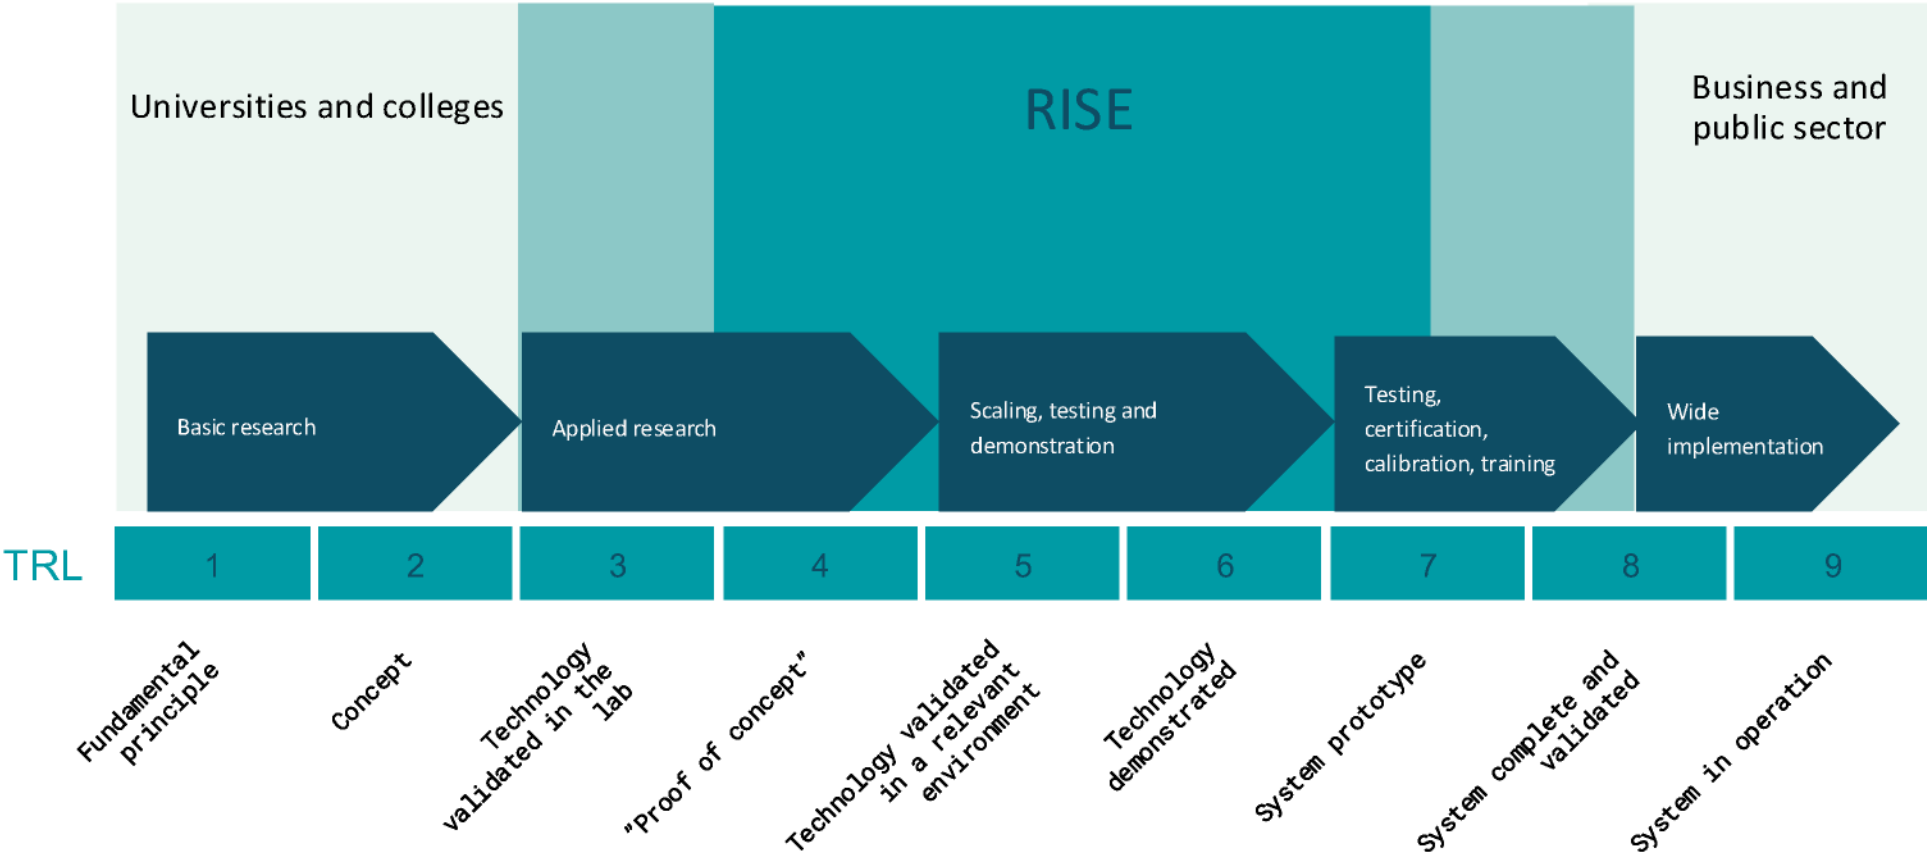 Universities and colleges
RISE
Business and
public sector
Basic research
Applied research
Scaling, testing and
demonstration
Testing,
certification,
calibration, training
Wide
implementation
TRL
1
2
3
4
5
6
7
8
9
Fundamental
principle
Concept
Technology
validated in the
lab
”Proof of concept”
Technology validated
in a relevant
environment
Technology
demonstrated
System prototype
System complete and
validated
System in operation